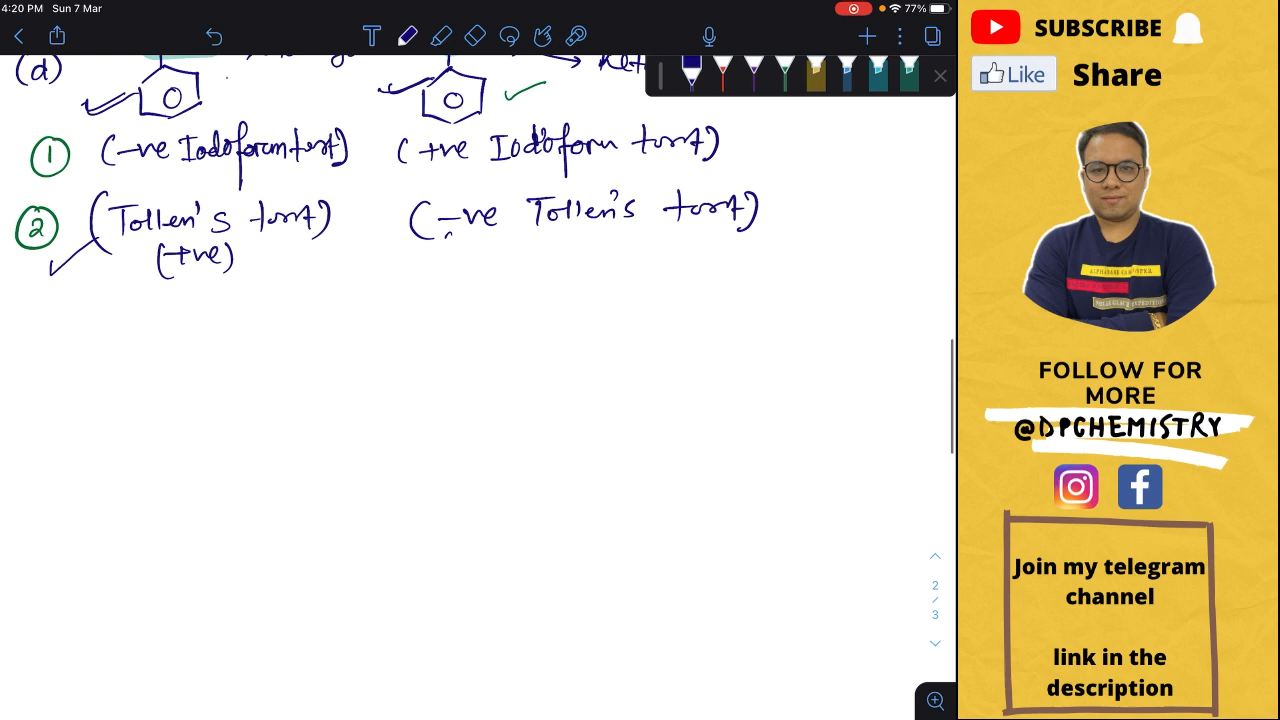 4:20 PM Sun 7 Mar
77%
(d)
① (-ve Iodoform test) (+ve Iodoform test)
② (Tollen's test) (-ve Tollen's test)
(+ve)
2
/
3
SUBSCRIBE
Like Share
FOLLOW FOR
MORE
@DPCHEMISTRY
Join my telegram
channel
link in the
description